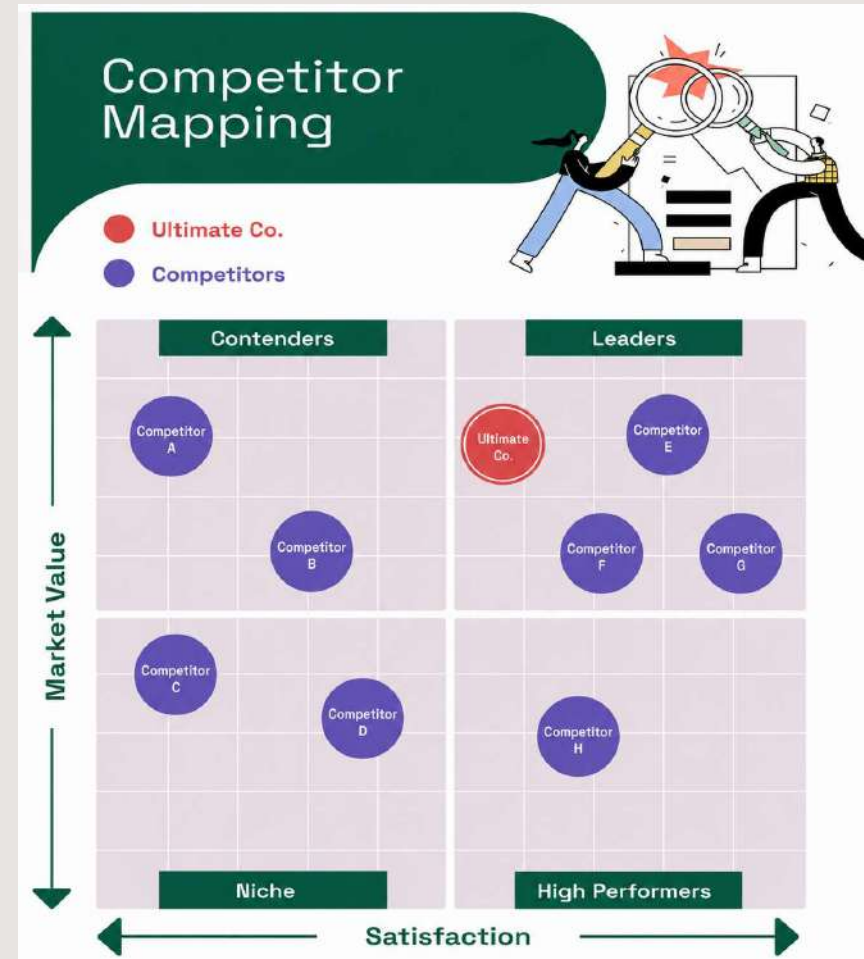 Competitor
Mapping
Ultimate Co.
Competitors
Contenders
Leaders
Competitor
A
Ultimate
Co.
Competitor
E
Competitor
B
Competitor
F
Competitor
G
Market Value
Competitor
C
Competitor
D
Competitor
H
Niche
High Performers
Satisfaction